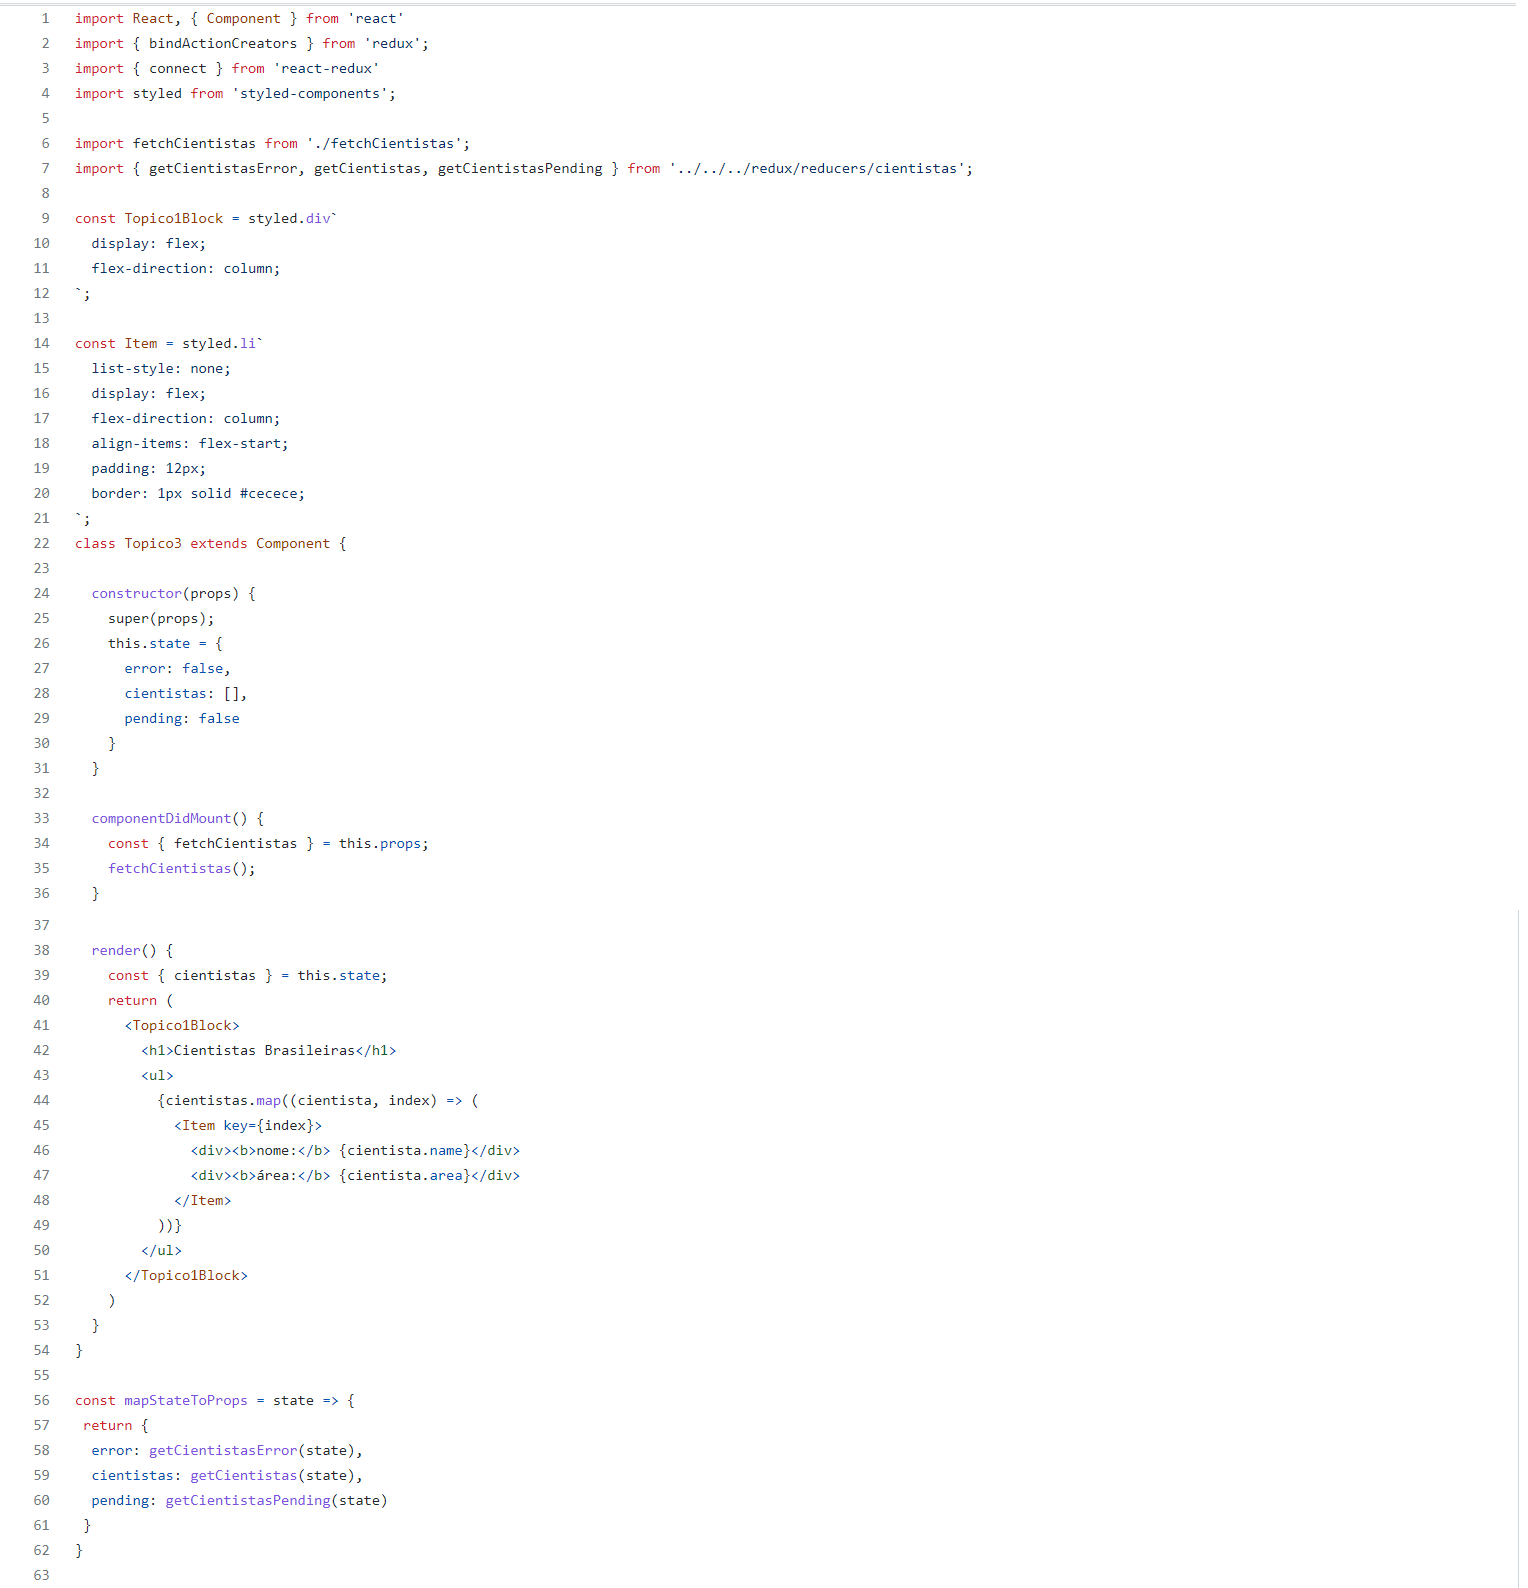 1 import React, { Component } from 'react'
2 import { bindActionCreators } from 'redux';
3 import { connect } from 'react-redux'
4 import styled from 'styled-components';
5
6 import fetchCientistas from './fetchCientistas';
7 import { getCientistasError, getCientistas, getCientistasPending } from '../../../redux/reducers/cientistas';
8
9 const Topico1Block = styled.div`
10   display: flex;
11   flex-direction: column;
12 `;
13
14 const Item = styled.li`
15   list-style: none;
16   display: flex;
17   flex-direction: column;
18   align-items: flex-start;
19   padding: 12px;
20   border: 1px solid #cecece;
21 `;
22 class Topico3 extends Component {
23
24   constructor(props) {
25     super(props);
26     this.state = {
27       error: false,
28       cientistas: [],
29       pending: false
30     }
31   }
32
33   componentDidMount() {
34     const { fetchCientistas } = this.props;
35     fetchCientistas();
36   }
37
38   render() {
39     const { cientistas } = this.state;
40     return (
41       <Topico1Block>
42         <h1>Cientistas Brasileiras</h1>
43         <ul>
44           {cientistas.map((cientista, index) => (
45             <Item key={index}>
46               <div><b>nome:</b> {cientista.name}</div>
47               <div><b>área:</b> {cientista.area}</div>
48             </Item>
49           ))}
50         </ul>
51       </Topico1Block>
52     )
53   }
54 }
55
56 const mapStateToProps = state => {
57  return {
58   error: getCientistasError(state),
59   cientistas: getCientistas(state),
60   pending: getCientistasPending(state)
61  }
62 }
63